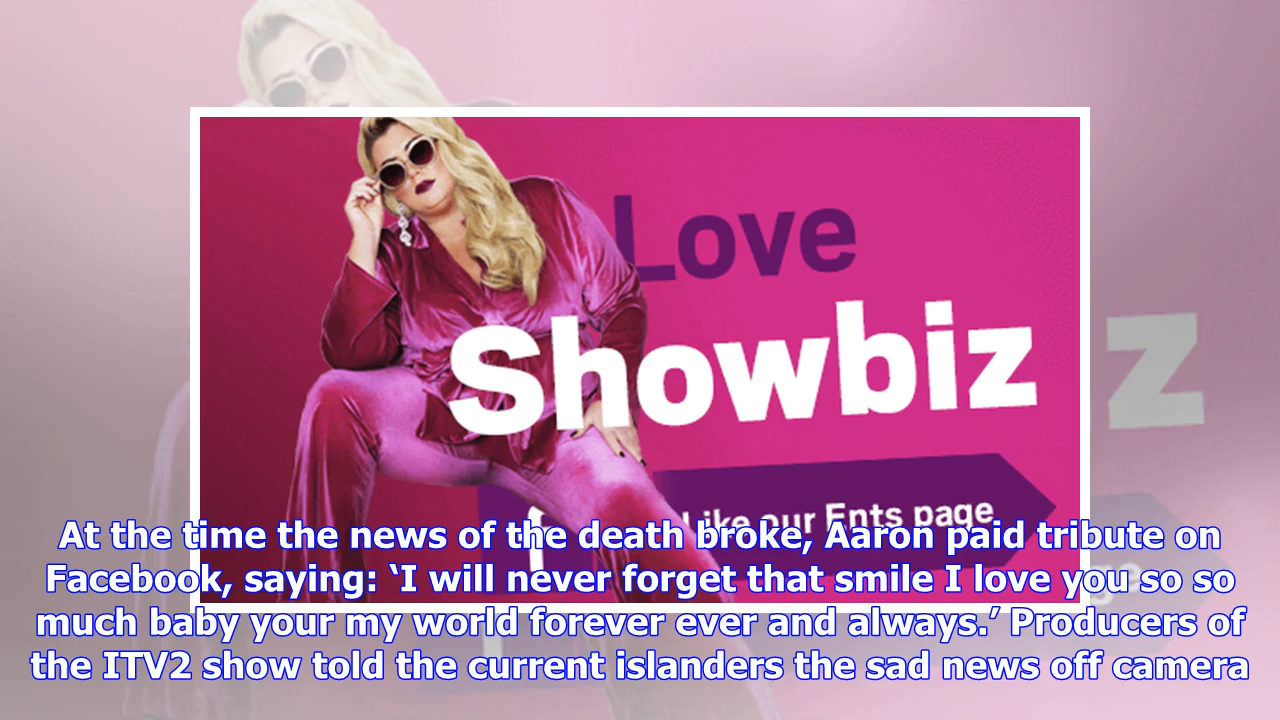 Love
Showbiz
Like our Ents page
z
At the time the news of the death broke, Aaron paid tribute on
Facebook, saying: ‘I will never forget that smile I love you so so
much baby your my world forever ever and always.’ Producers of
the ITV2 show told the current islanders the sad news off camera